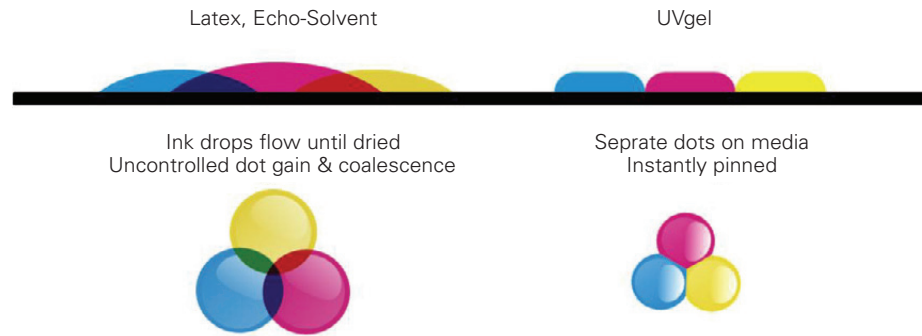 Latex, Echo-Solvent
UVgel
Ink drops flow until dried
Uncontrolled dot gain & coalescence
Seprate dots on media
Instantly pinned